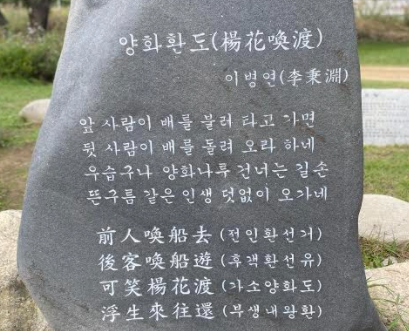 양화환도(楊花喚渡)
이병연(李秉淵)
앞 사람이 배를 불러 타고 가면
뒷 사람이 배를 돌려 오라 하네
우습구나 양화나루 건너는 길손
뜬구름 같은 인생 덧없이 오가네
前人喚船去 (전인환선거)
後客喚船遊 (후객환선유)
可笑楊花渡 (가소양화도)
浮生來往還 (부생내왕환)